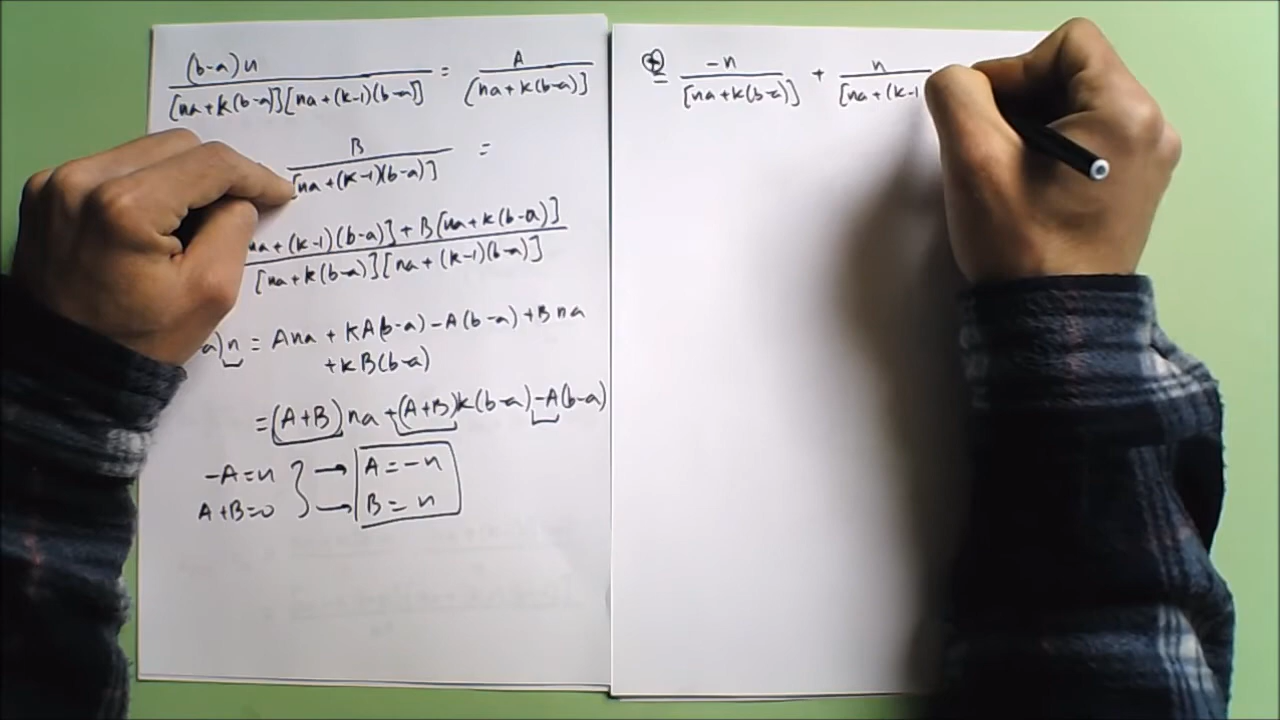 (b-a)n / [na+k(b-a)][na+(k-1)(b-a)] = A / [na+k(b-a)]
B / [na+(k-1)(b-a)] =
na+(k-1)(b-a)]+B[na+k(b-a)] / [na+k(b-a)][na+(k-1)(b-a)]
a)n = Ana + kA(b-a) - A(b-a) + Bna
+kB(b-a)
= (A+B)na + (A+B)k(b-a) - A(b-a)
-A=n } → A=-n
A+B=0 } → B=n
= -n / [na+k(b-a)] + n / [na+(k-1